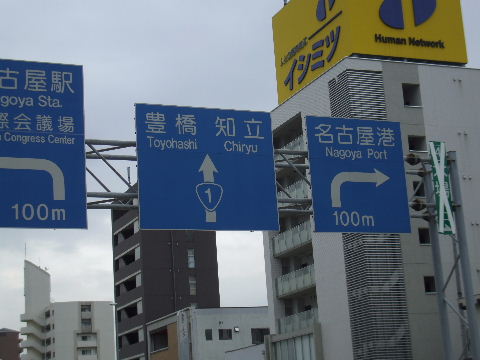 古屋駅
goya Sta.
際会議場
Congress Center
100m
豊橋 知立
Toyohashi Chiryu
1
名古屋港
Nagoya Port
100m
イシミツ
Human Network